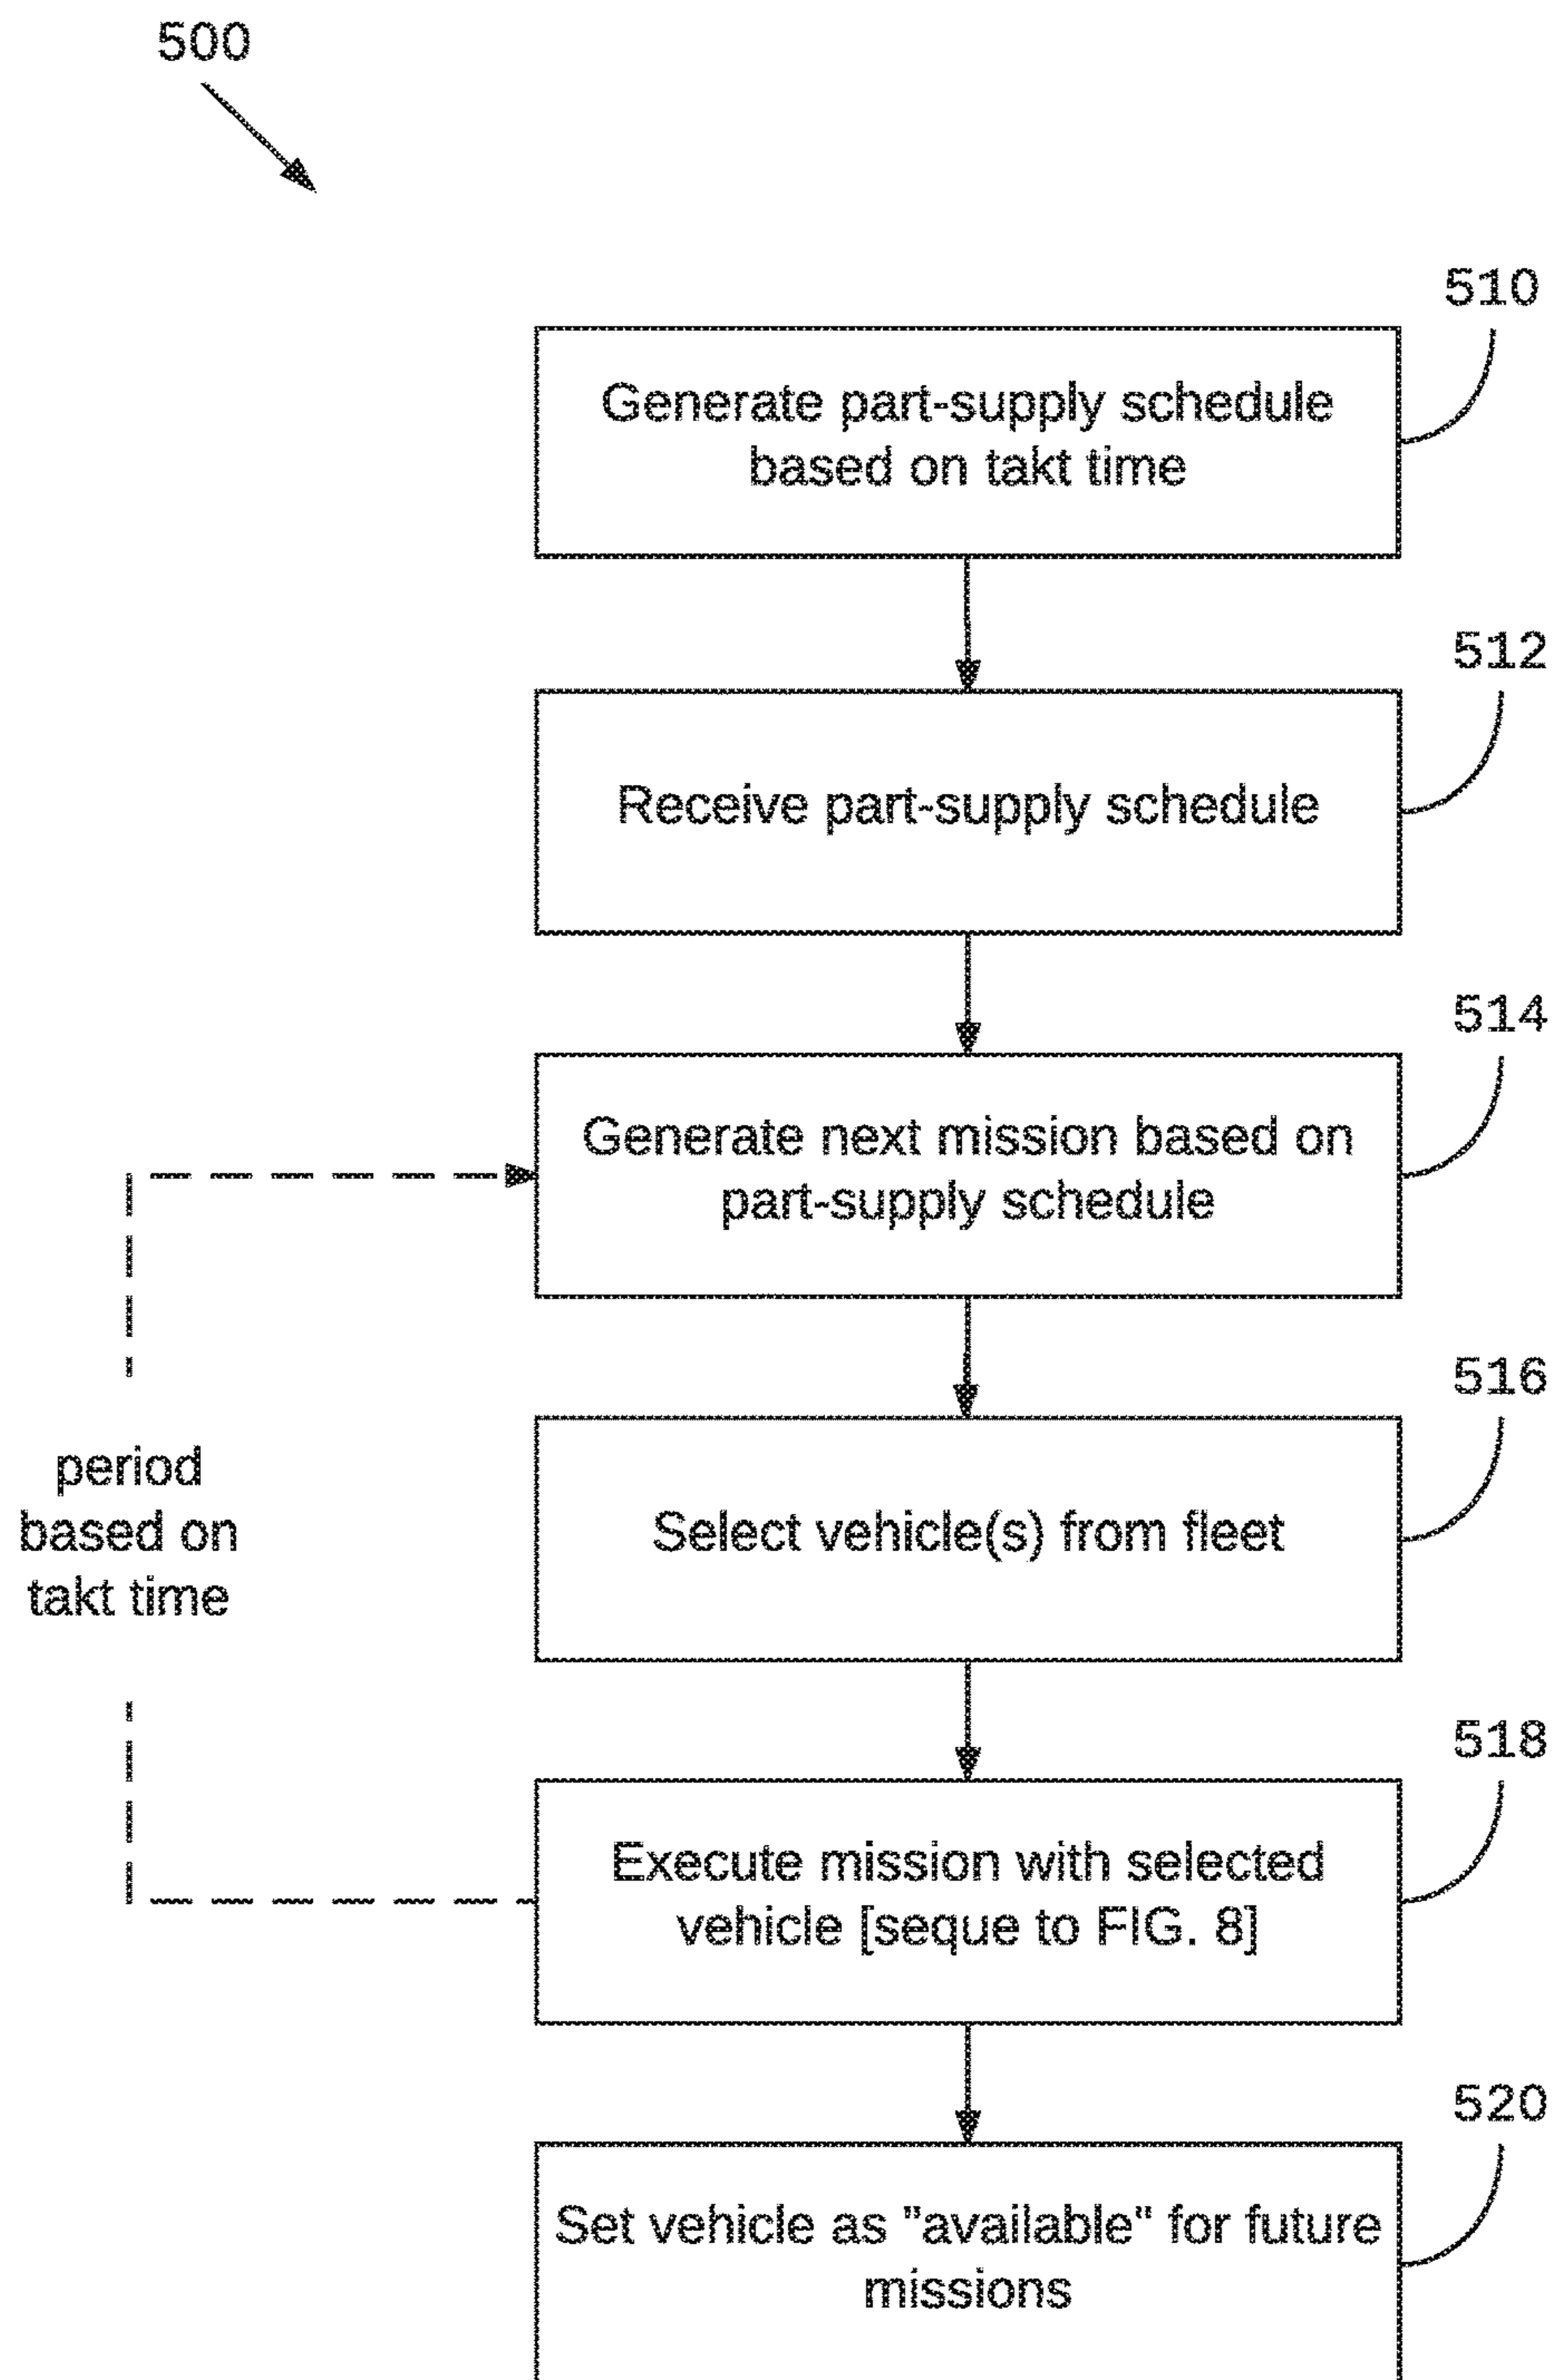 500
510
Generate part-supply schedule
based on takt time
512
Receive part-supply schedule
514
Generate next mission based on
part-supply schedule
516
Select vehicle(s) from fleet
period
based on
takt time
518
Execute mission with selected
vehicle [seque to FIG. 8]
520
Set vehicle as "available" for future
missions